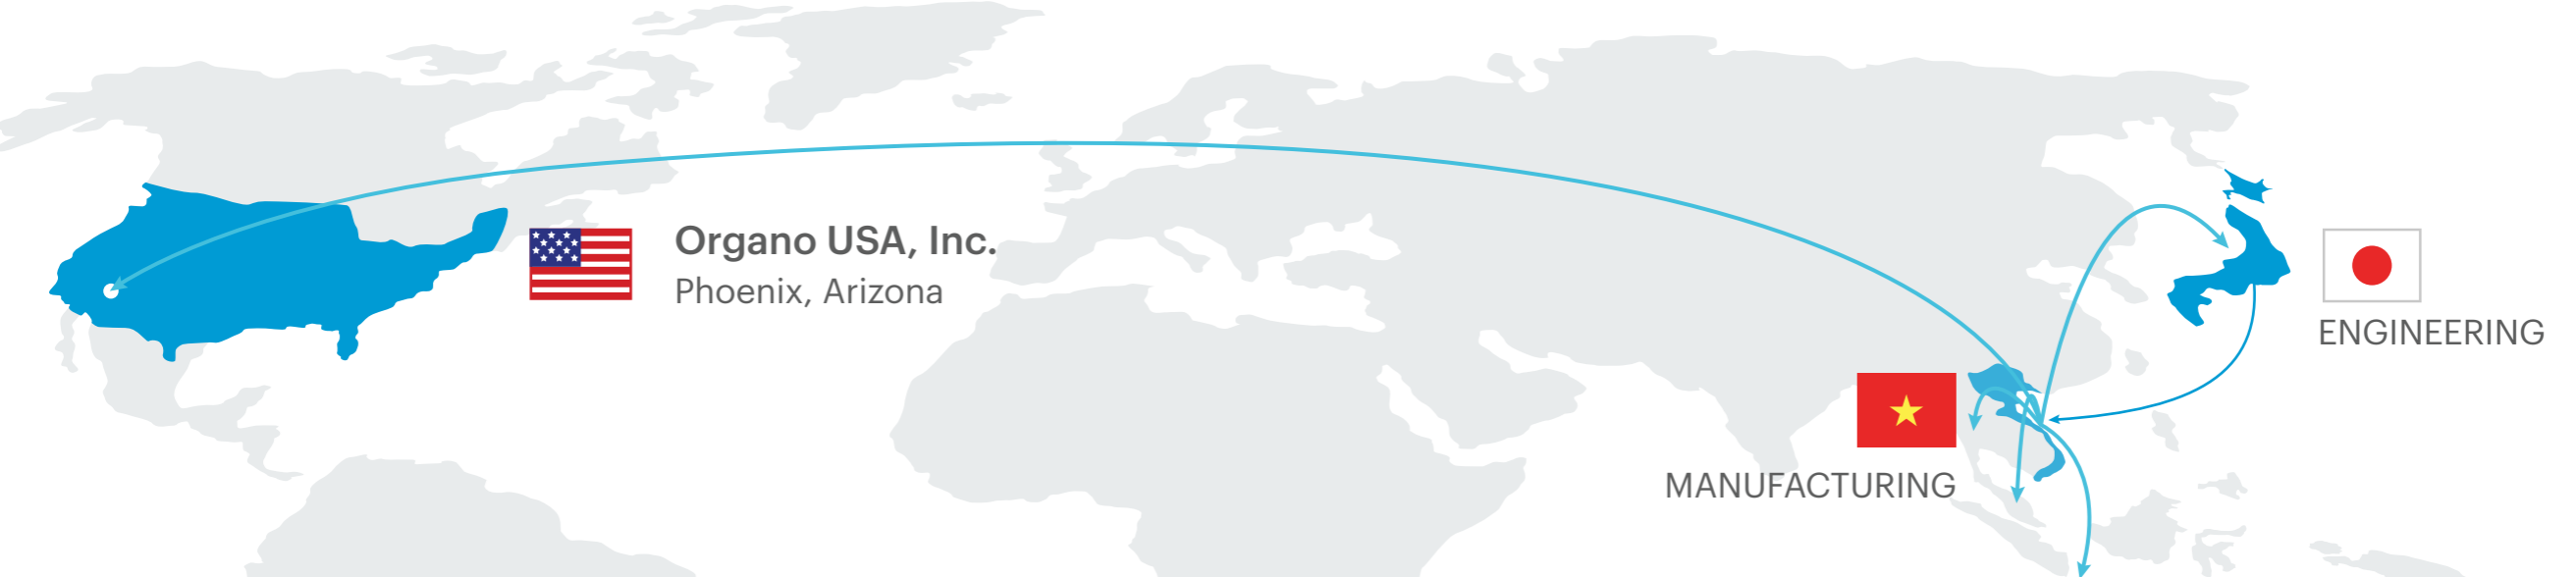 Organo USA, Inc.
Phoenix, Arizona
ENGINEERING
MANUFACTURING